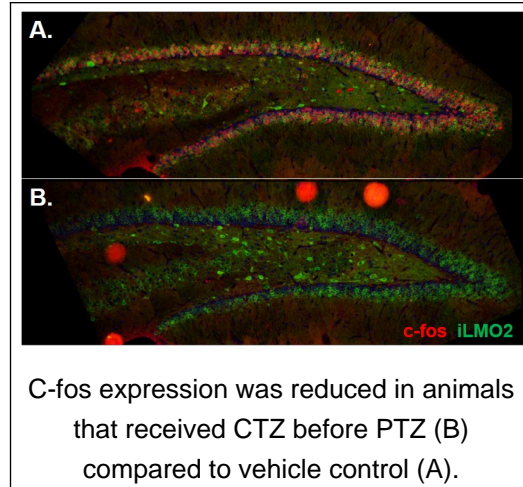 A.
B.
c-fos iLMO2
C-fos expression was reduced in animals
that received CTZ before PTZ (B)
compared to vehicle control (A).